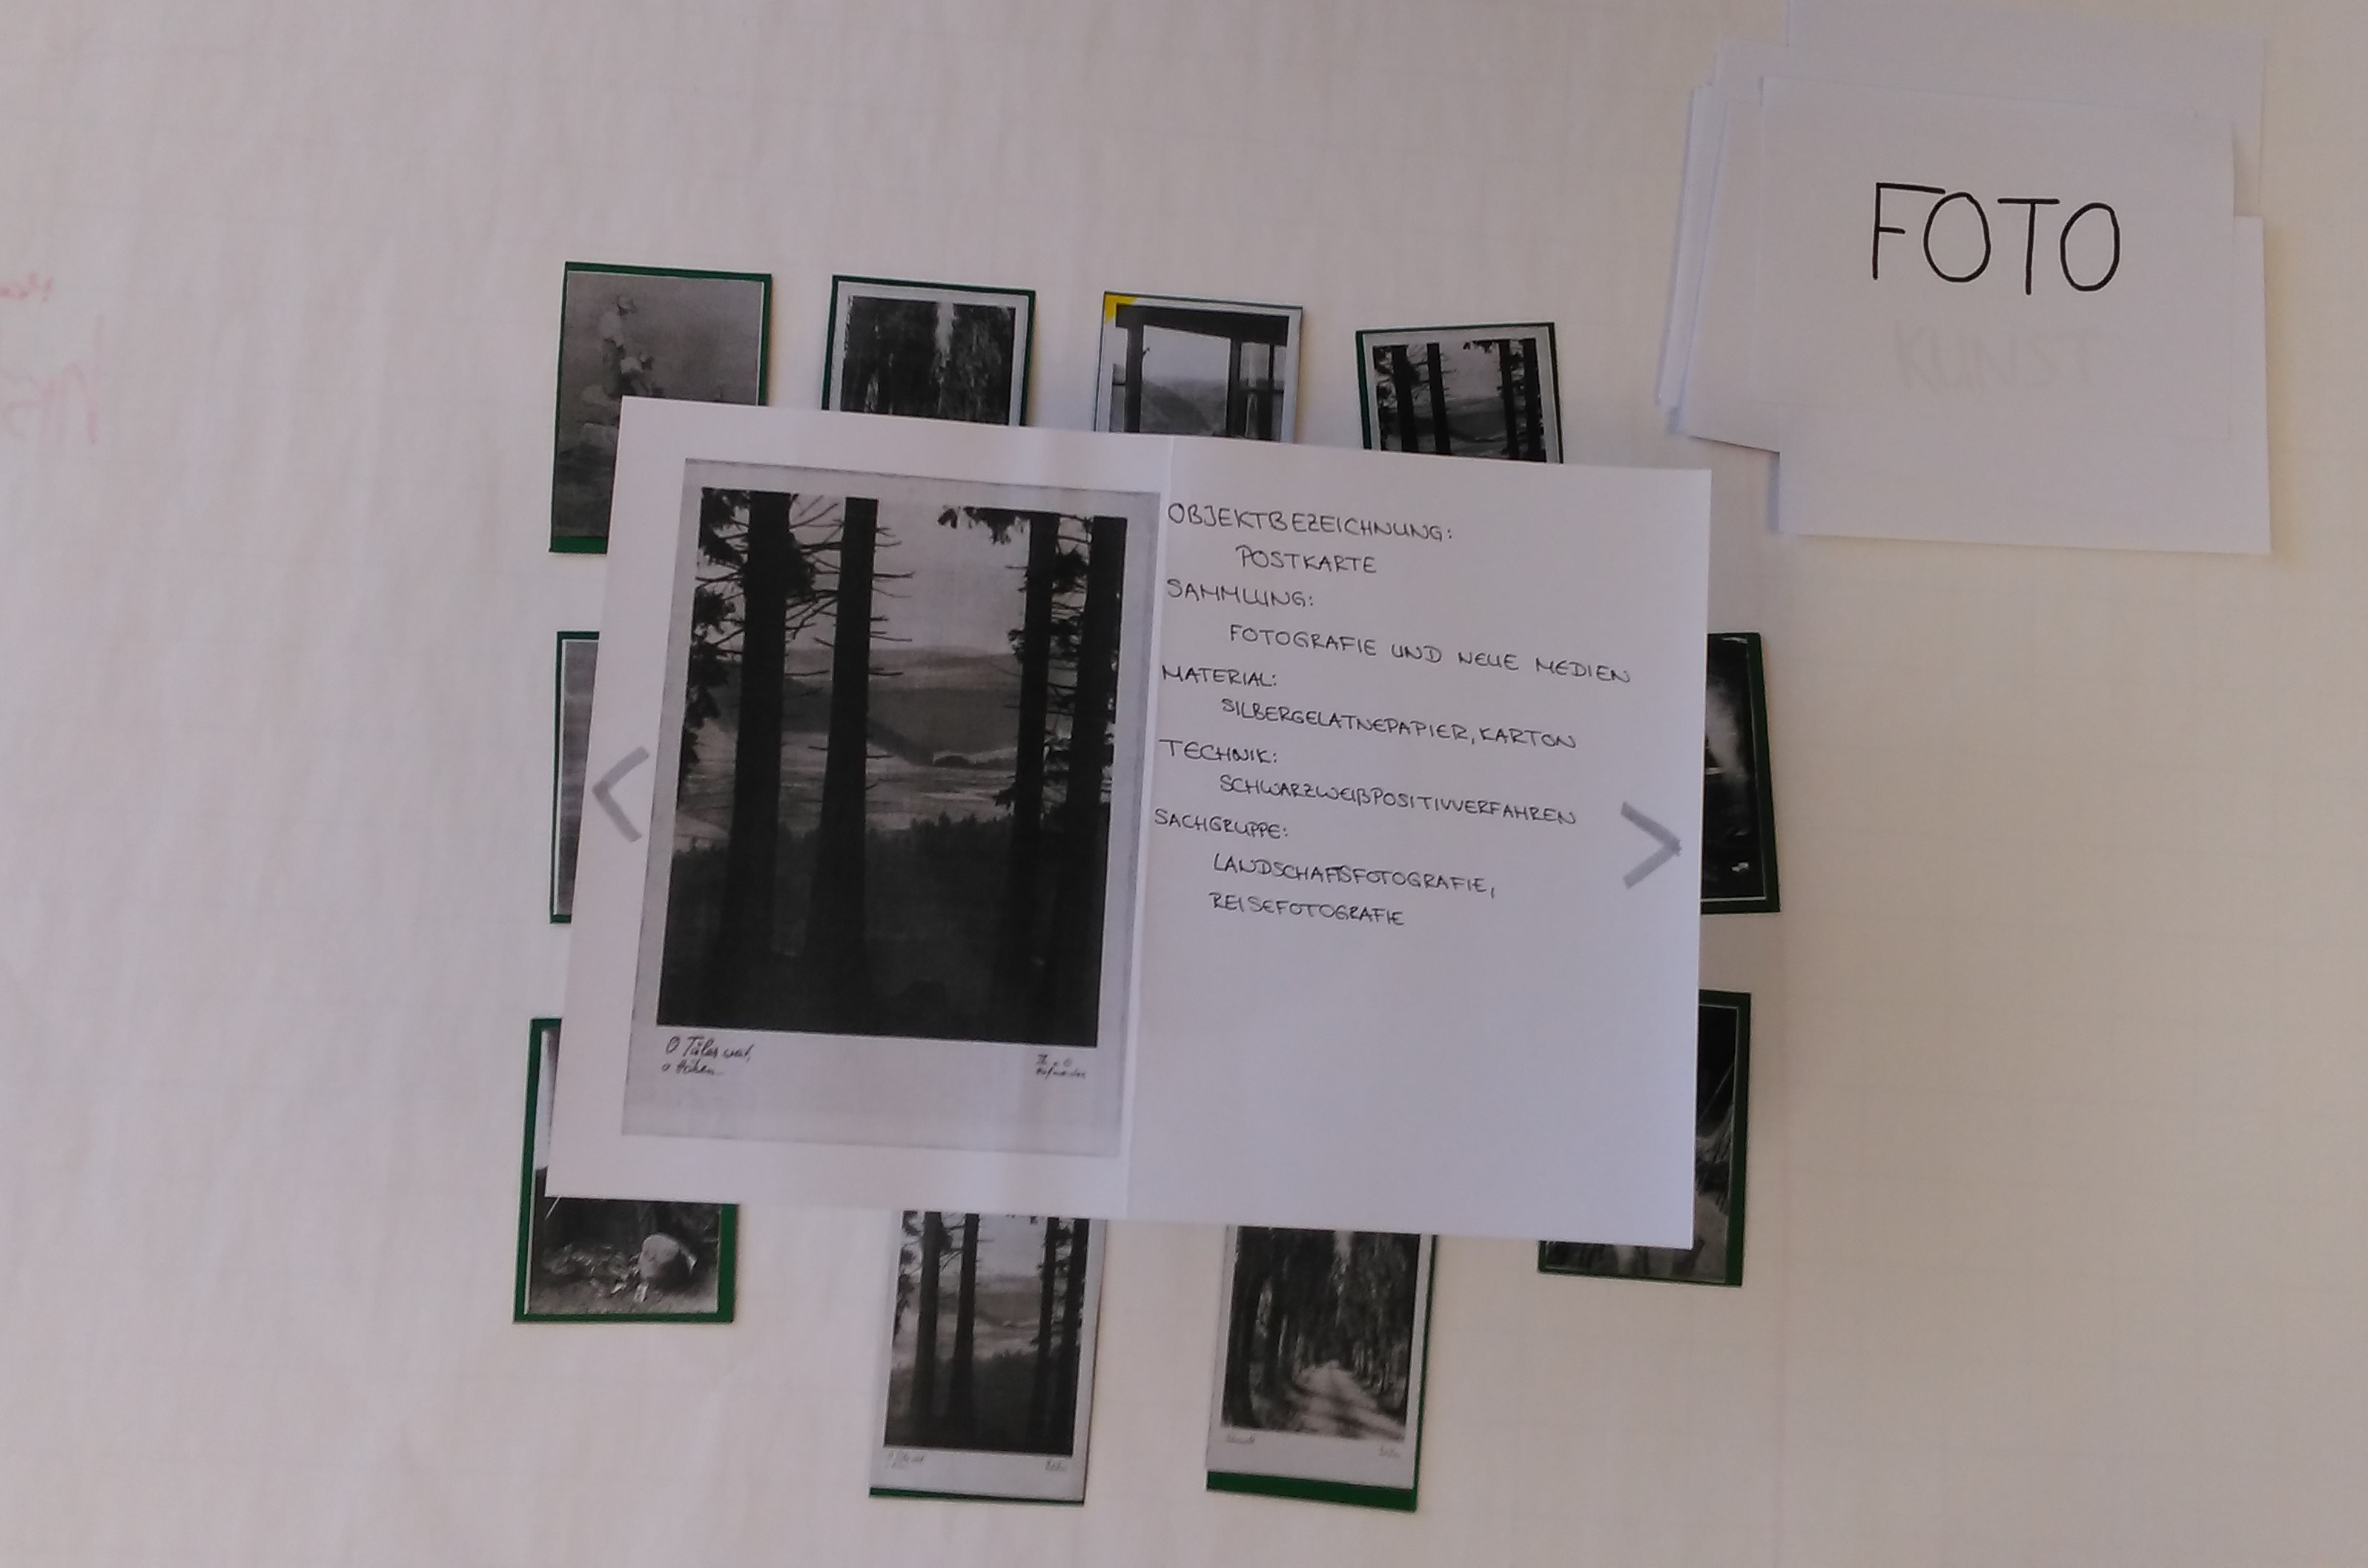 FOTO
KUNST
OBJEKTBEZEICHNUNG:
POSTKARTE
SAMMLUNG:
FOTOGRAFIE UND NEUE MEDIEN
MATERIAL:
SILBERGELATNEPAPIER, KARTON
TECHNIK:
SCHWARZWEIßPOSITIVVERFAHREN
SACHGRUPPE:
LANDSCHAFTSFOTOGRAFIE,
REISEFOTOGRAFIE
O Täler weit,
o Höhen